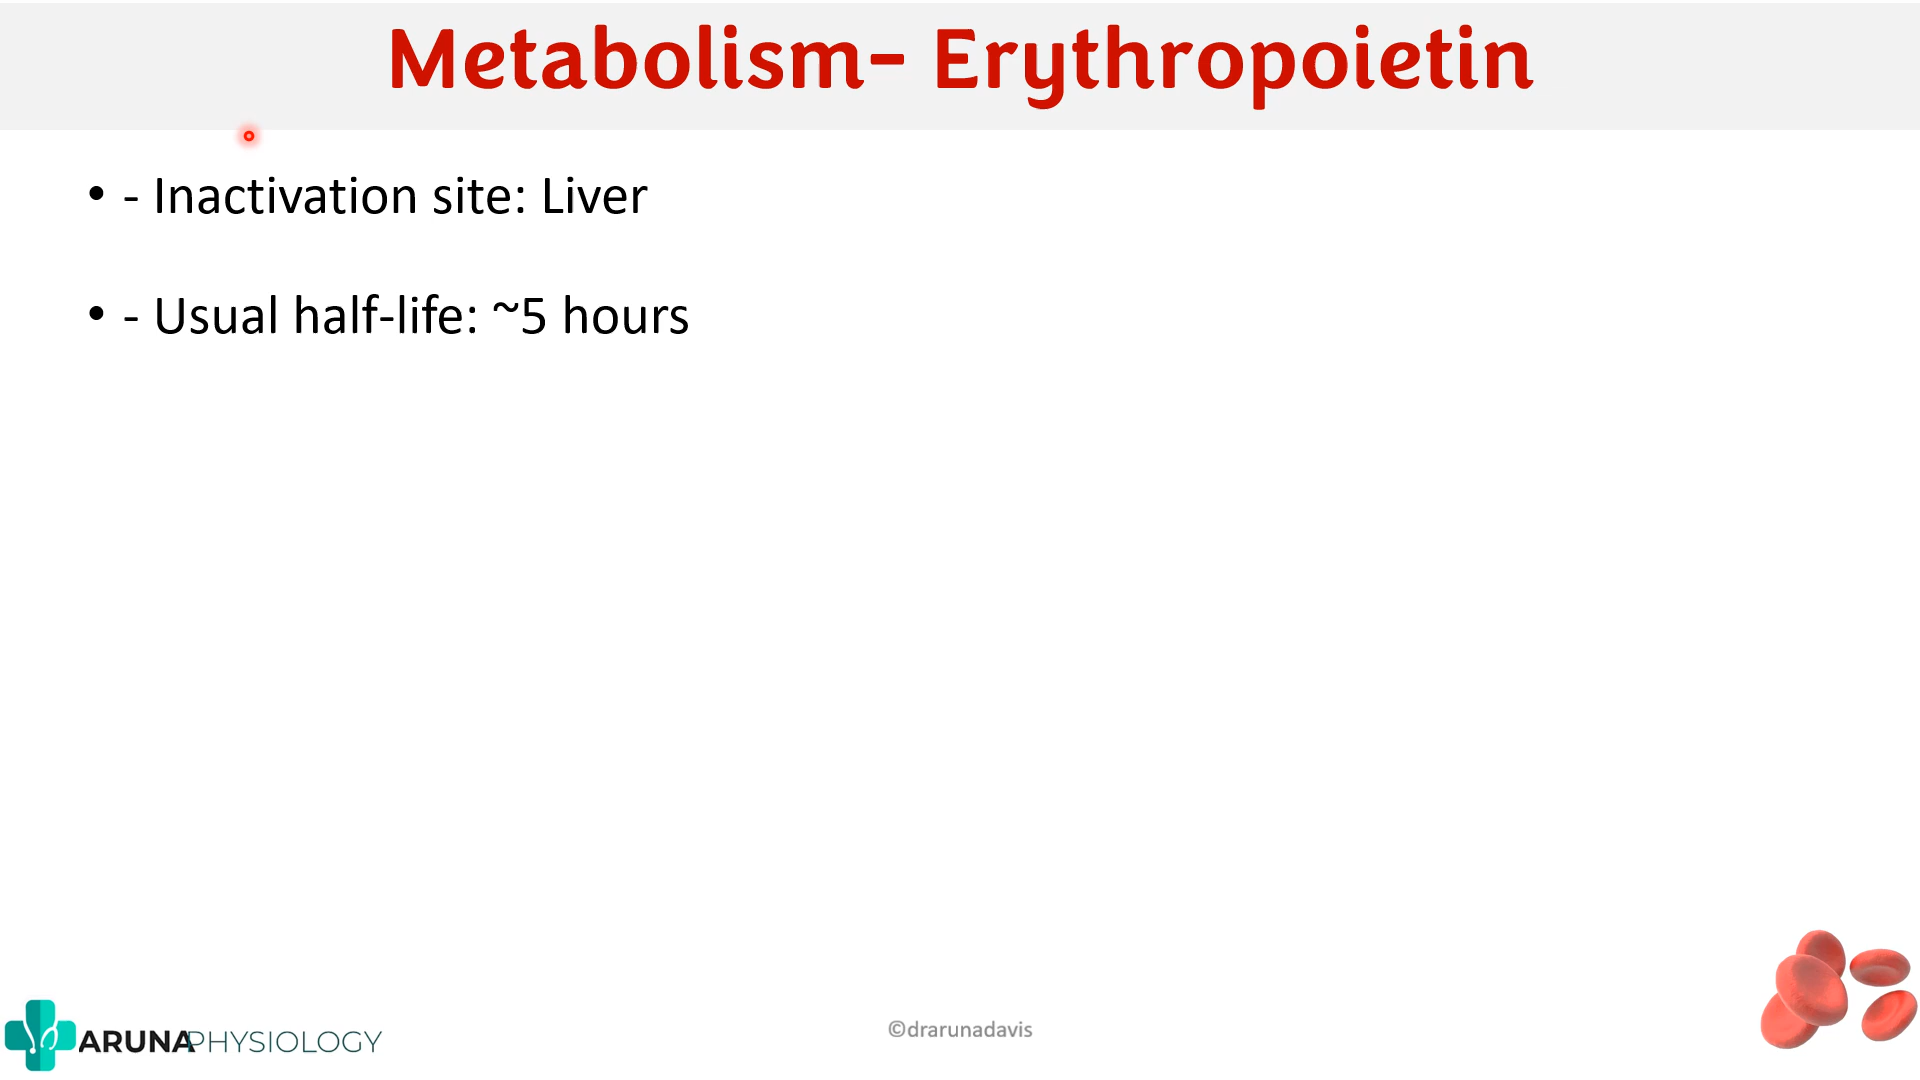 Metabolism- Erythropoietin
• - Inactivation site: Liver
• - Usual half-life: ~5 hours
ARUNAPHYSIOLOGY
©drarunadavis